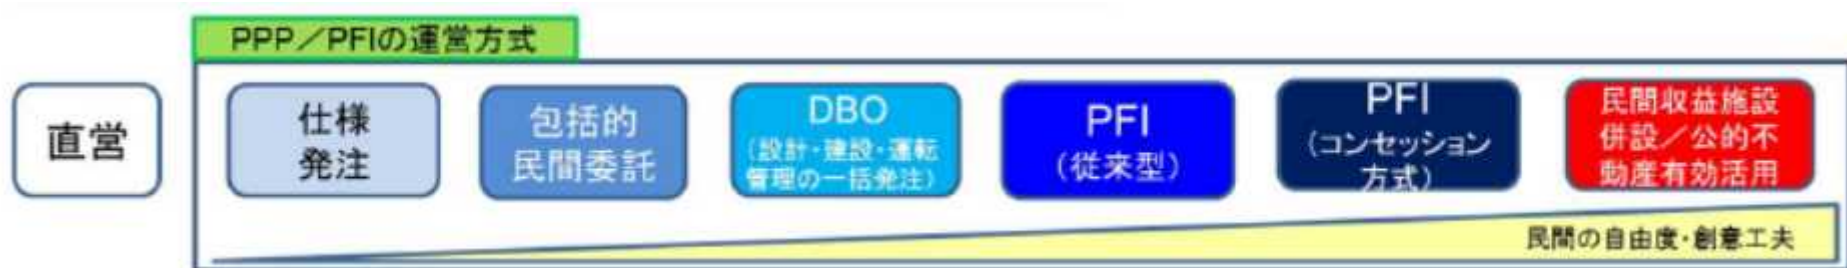 PPP／PFIの運営方式
直営
仕様
発注
包括的
民間委託
DBO
（設計・建設・運転
管理の一括発注）
PFI
（従来型）
PFI
（コンセッション
方式）
民間収益施設
併設／公的不
動産有効活用
民間の自由度・創意工夫